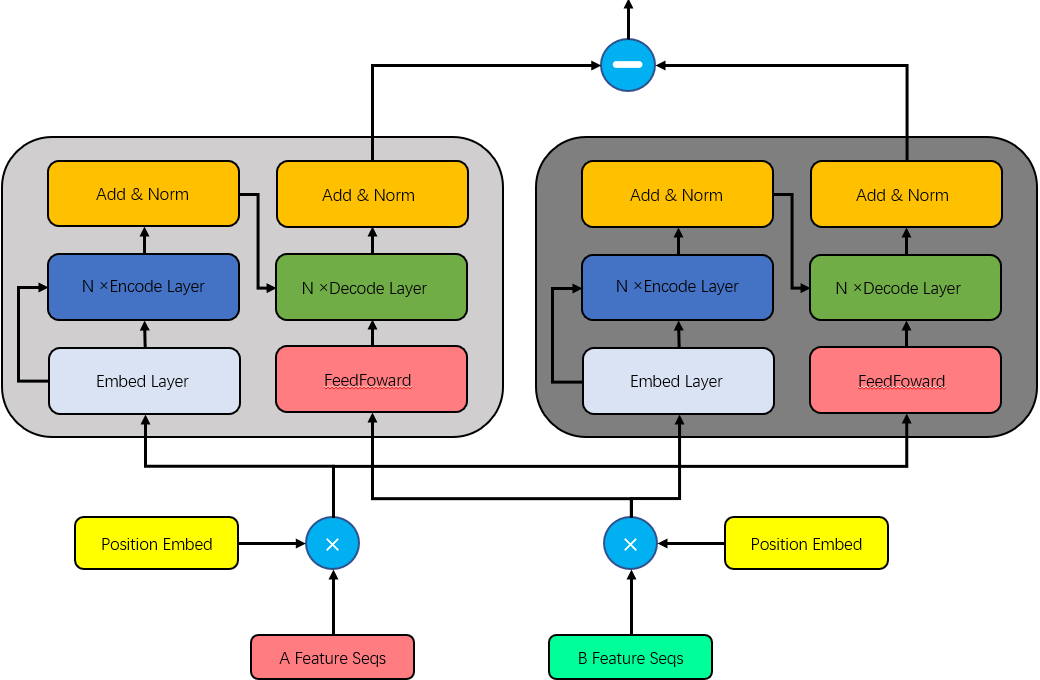 Add & Norm
Add & Norm
Add & Norm
Add & Norm
N ×Encode Layer
N ×Decode Layer
N ×Encode Layer
N ×Decode Layer
Embed Layer
FeedFoward
Embed Layer
FeedFoward
Position Embed
×
×
Position Embed
A Feature Seqs
B Feature Seqs